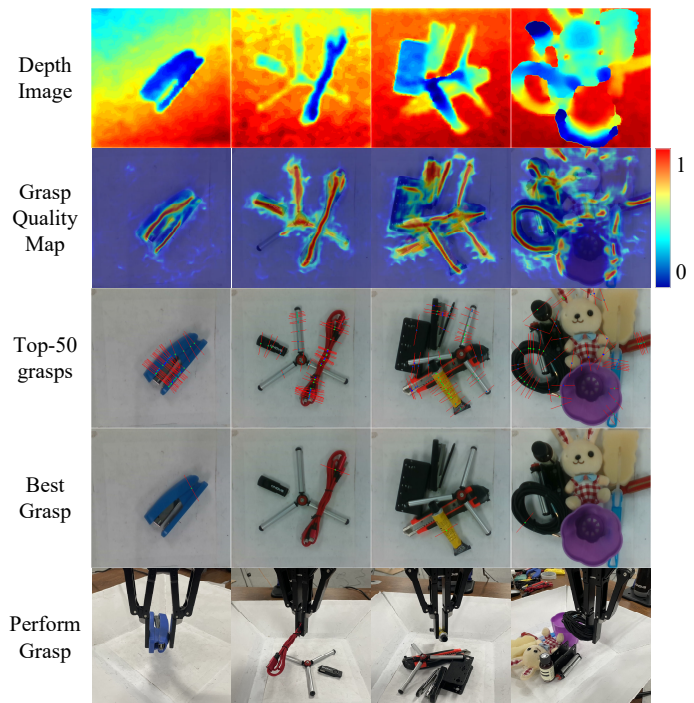 Depth
Image
Grasp
Quality
Map
1
0
Top-50
grasps
Best
Grasp
Perform
Grasp